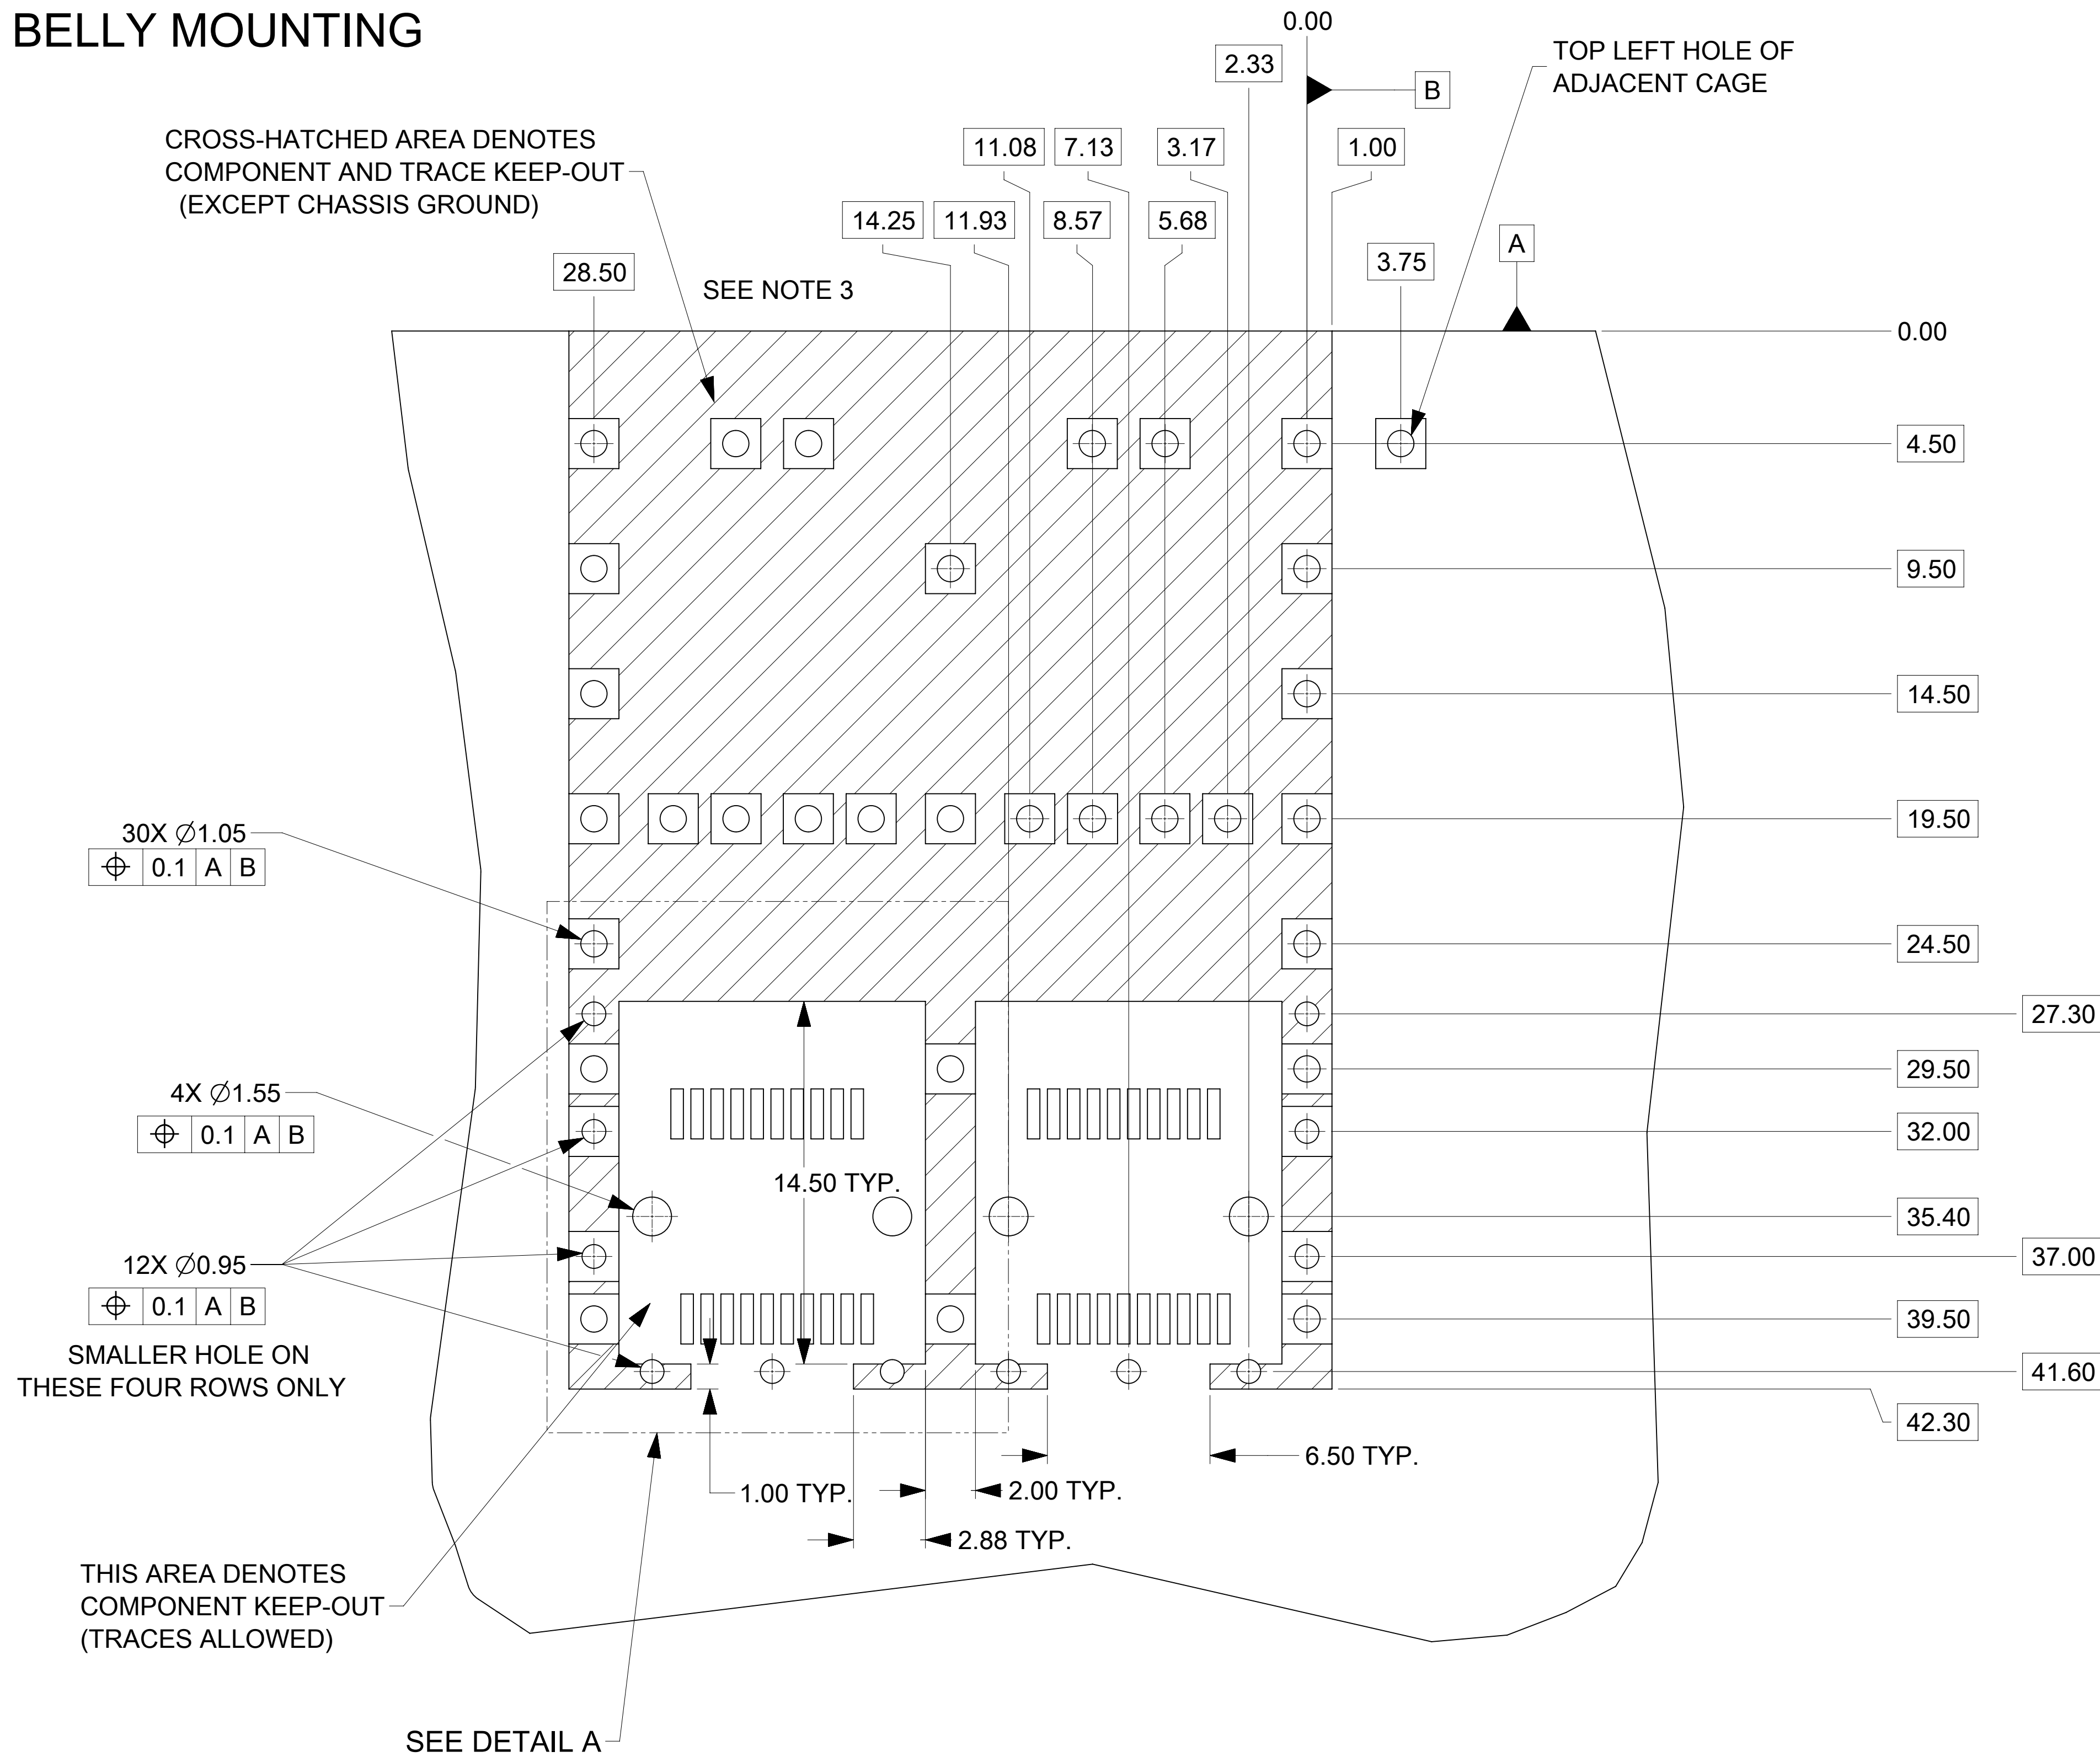 BELLY MOUNTING
0.00
2.33
B
TOP LEFT HOLE OF
ADJACENT CAGE
CROSS-HATCHED AREA DENOTES
COMPONENT AND TRACE KEEP-OUT
(EXCEPT CHASSIS GROUND)
11.08
7.13
3.17
1.00
14.25
11.93
8.57
5.68
A
3.75
28.50
SEE NOTE 3
0.00
4.50
9.50
14.50
19.50
30X ∅1.05
⌖ 0.1 A B
24.50
27.30
29.50
4X ∅1.55
⌖ 0.1 A B
32.00
14.50 TYP.
35.40
37.00
12X ∅0.95
⌖ 0.1 A B
SMALLER HOLE ON
THESE FOUR ROWS ONLY
39.50
41.60
42.30
6.50 TYP.
1.00 TYP.
2.00 TYP.
2.88 TYP.
THIS AREA DENOTES
COMPONENT KEEP-OUT
(TRACES ALLOWED)
SEE DETAIL A